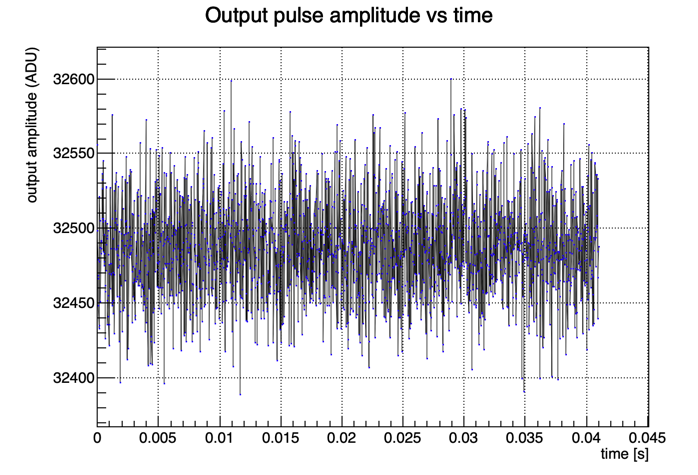 Output pulse amplitude vs time
output amplitude (ADU)
32600
32550
32500
32450
32400
0 0.005 0.01 0.015 0.02 0.025 0.03 0.035 0.04 0.045
time [s]